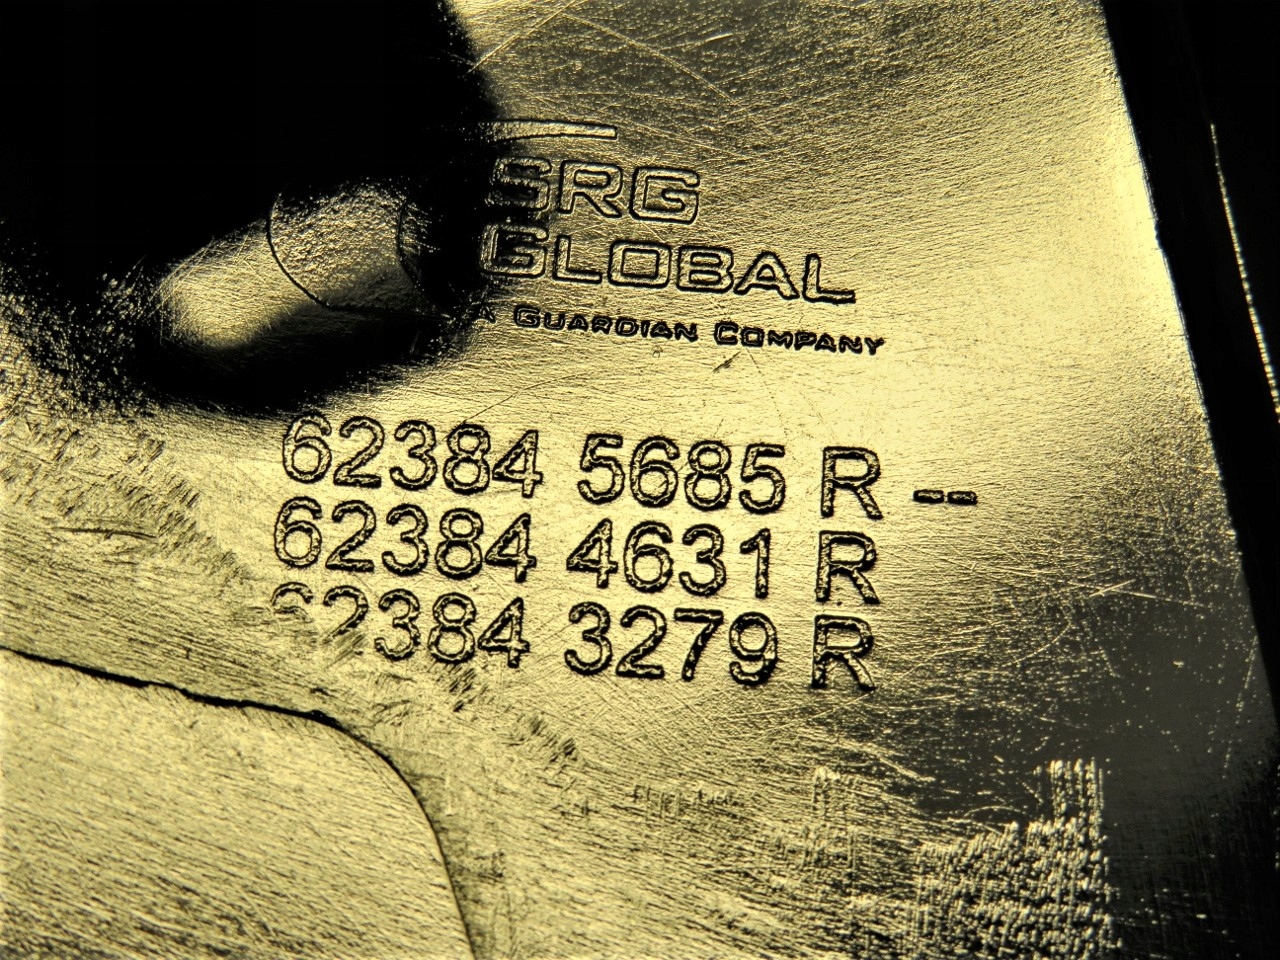 SRG
GLOBAL
A GUARDIAN COMPANY
62384 5685 R --
62384 4631 R
62384 3279 R